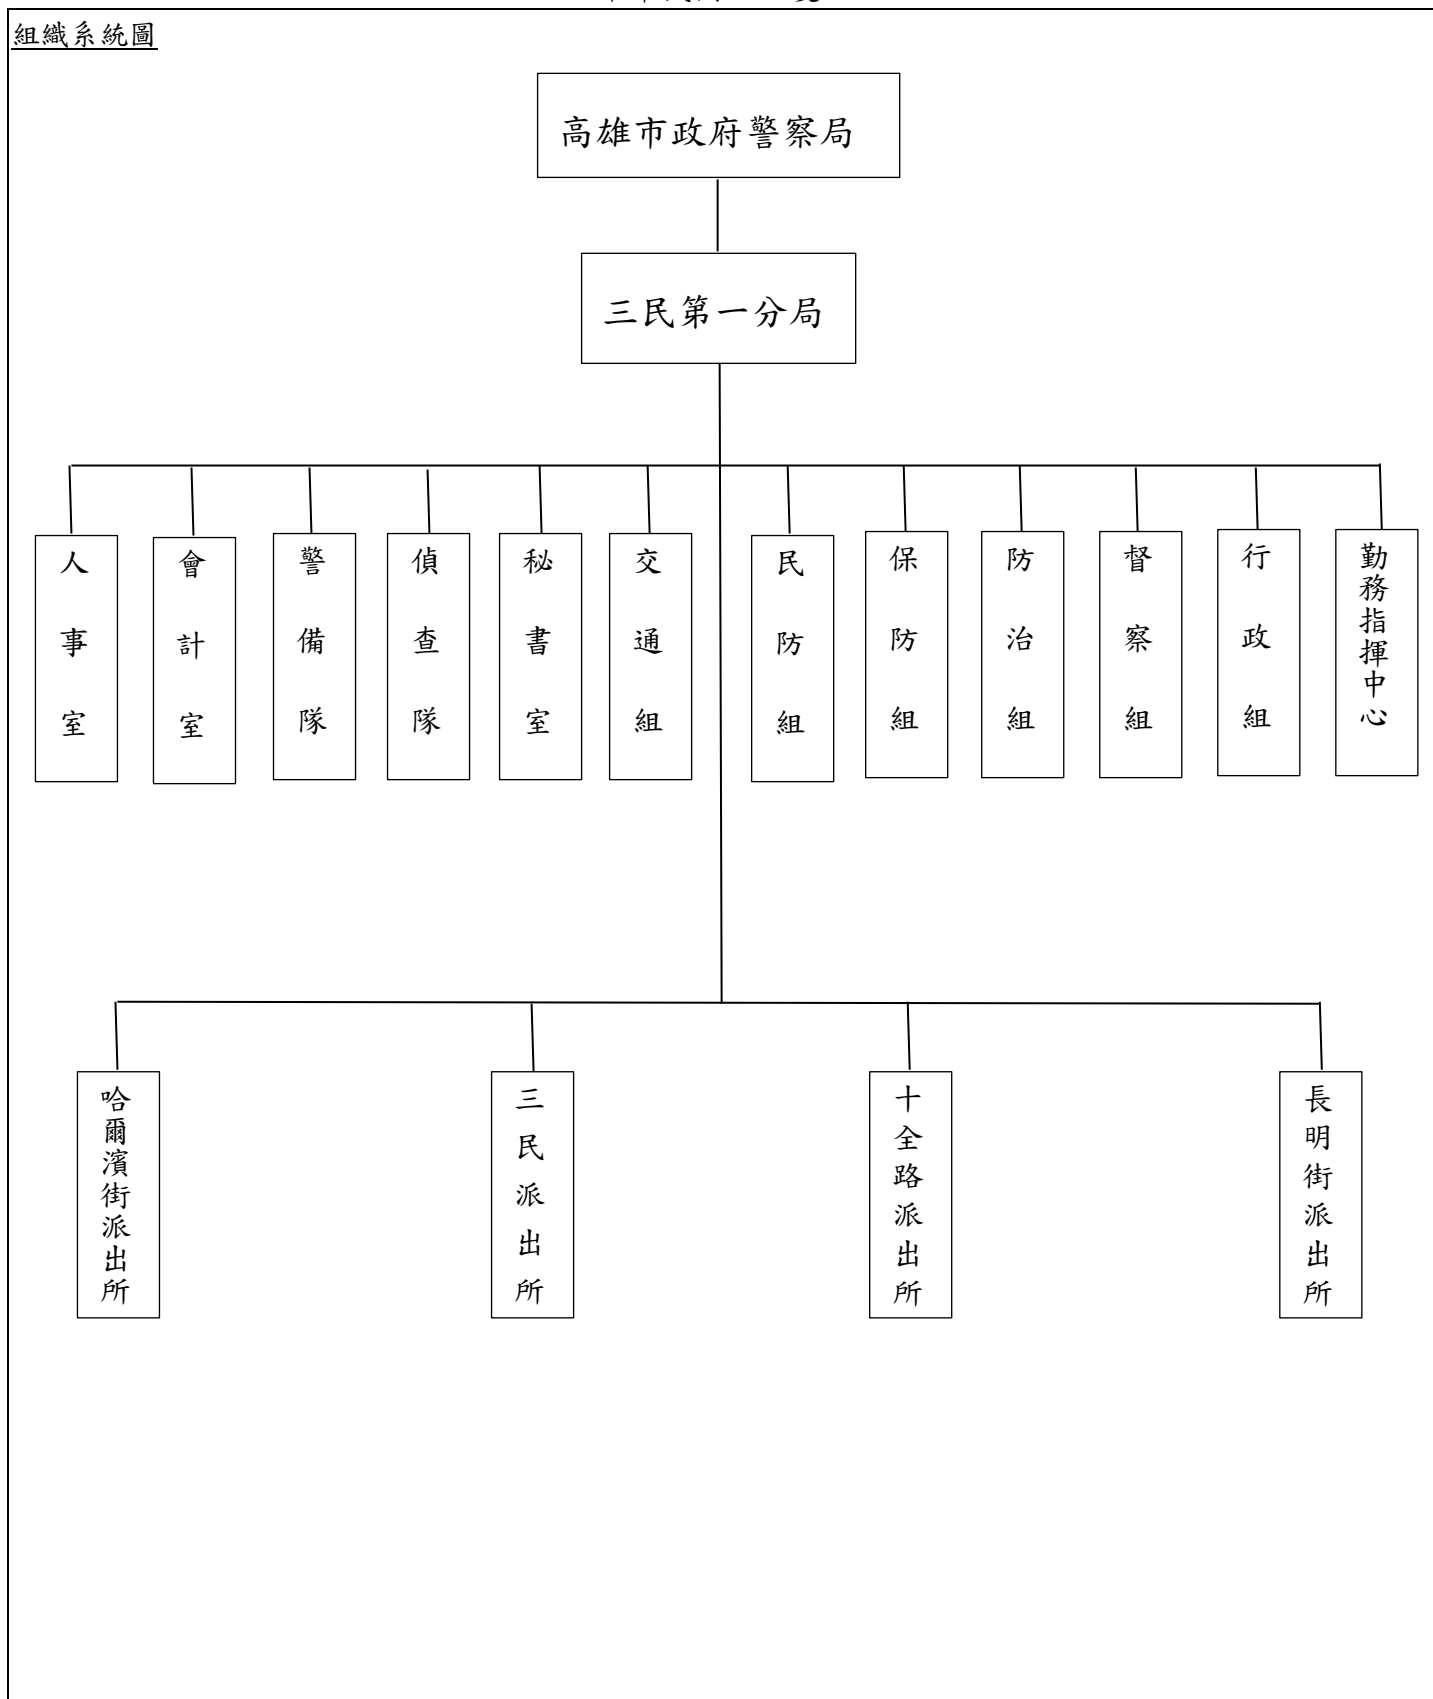 組織系統圖
高雄市政府警察局
三民第一分局
人事室
會計室
警備隊
偵查隊
秘書室
交通組
民防組
保防組
防治組
督察組
行政組
勤務指揮中心
哈爾濱街派出所
三民派出所
十全路派出所
長明街派出所